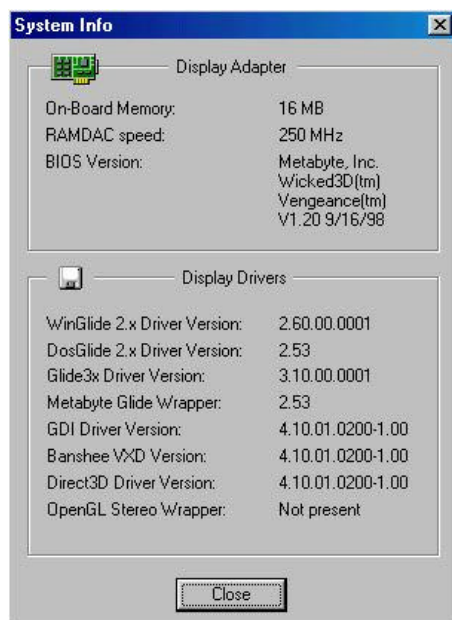 System Info
Display Adapter
On-Board Memory: 16 MB
RAMDAC speed: 250 MHz
BIOS Version: Metabyte, Inc.
Wicked3D(tm)
Vengeance(tm)
V1.20 9/16/98
Display Drivers
WinGlide 2.x Driver Version: 2.60.00.0001
DosGlide 2.x Driver Version: 2.53
Glide3x Driver Version: 3.10.00.0001
Metabyte Glide Wrapper: 2.53
GDI Driver Version: 4.10.01.0200-1.00
Banshee VXD Version: 4.10.01.0200-1.00
Direct3D Driver Version: 4.10.01.0200-1.00
OpenGL Stereo Wrapper: Not present
Close